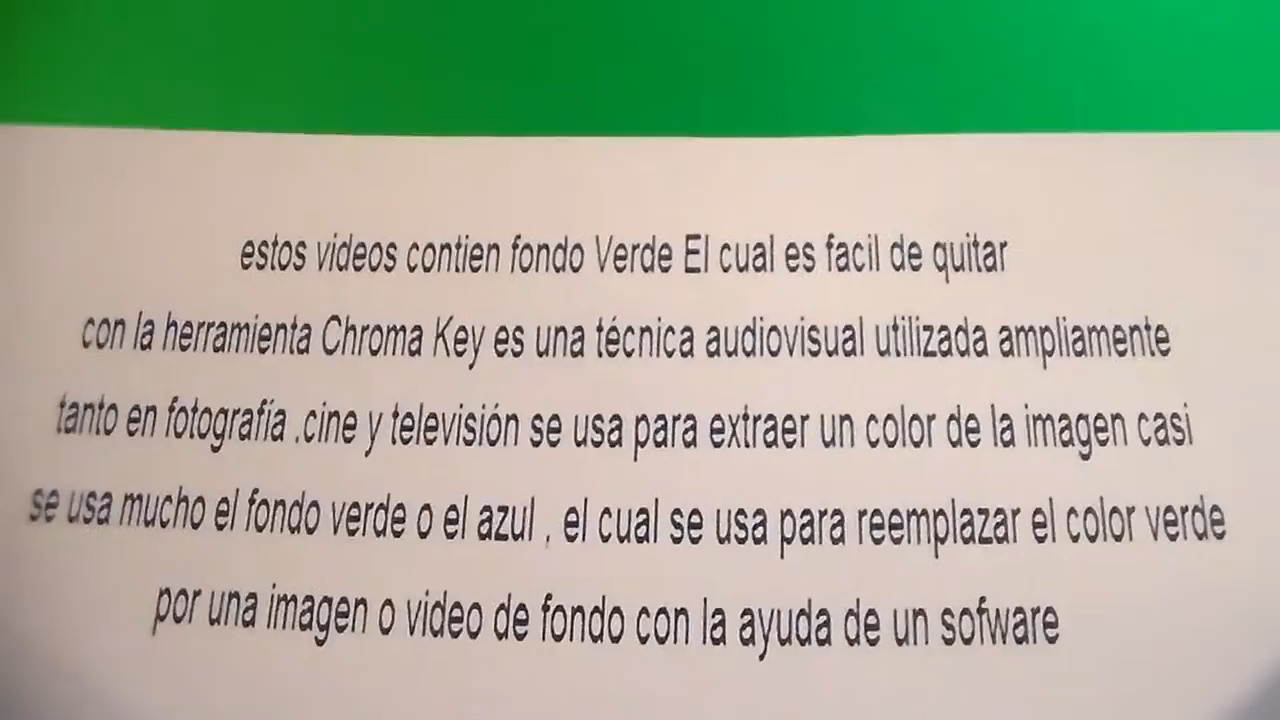 estos videos contien fondo Verde El cual es facil de quitar
con la herramienta Chroma Key es una técnica audiovisual utilizada ampliamente
tanto en fotografía .cine y televisión se usa para extraer un color de la imagen casi
se usa mucho el fondo verde o el azul , el cual se usa para reemplazar el color verde
por una imagen o video de fondo con la ayuda de un sofware